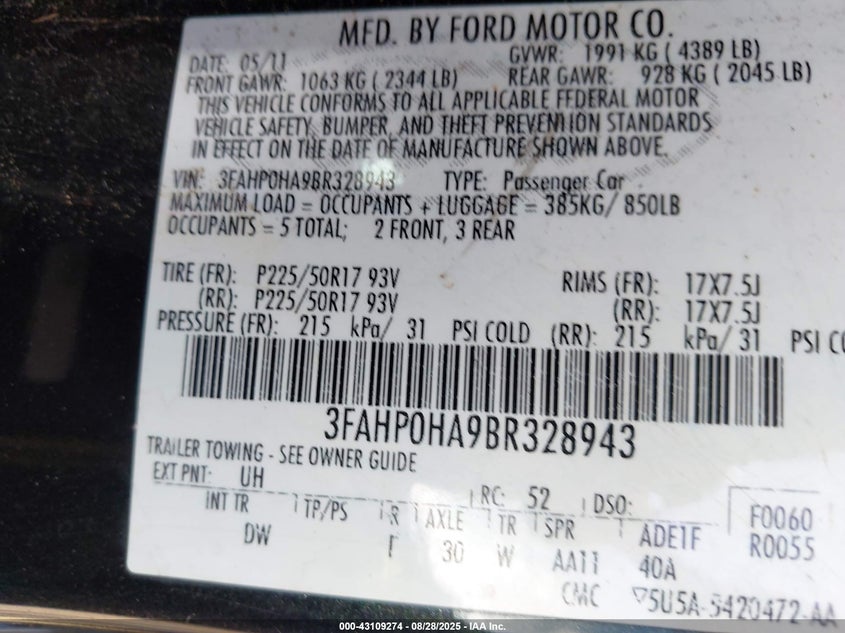 MFD. BY FORD MOTOR CO.
DATE: 05/11 GVWR: 1991 KG ( 4389 LB)
FRONT GAWR: 1063 KG ( 2344 LB) REAR GAWR: 928 KG ( 2045 LB)
THIS VEHICLE CONFORMS TO ALL APPLICABLE FEDERAL MOTOR
VEHICLE SAFETY, BUMPER, AND THEFT PREVENTION STANDARDS
IN EFFECT ON THE DATE OF MANUFACTURE SHOWN ABOVE.
VIN: 3FAHP0HA9BR328943 TYPE: Passenger Car
MAXIMUM LOAD = OCCUPANTS + LUGGAGE = 385KG/ 850LB
OCCUPANTS = 5 TOTAL; 2 FRONT, 3 REAR
TIRE (FR): P225/50R17 93V RIMS (FR): 17X7.5J
(RR): P225/50R17 93V (RR): 17X7.5J
PRESSURE (FR): 215 kPa/ 31 PSI COLD (RR): 215 kPa/ 31 PSI CO
3FAHP0HA9BR328943
TRAILER TOWING - SEE OWNER GUIDE
EXT PNT: UH RC: 52 DSO: F0060
INT TR TP/PS R AXLE TR SPR ADE1F R0055
DW 30 W AA11 40A
CMC 5U5A-5420472-AA
000-43109274 - 08/28/2025 - IAA Inc.